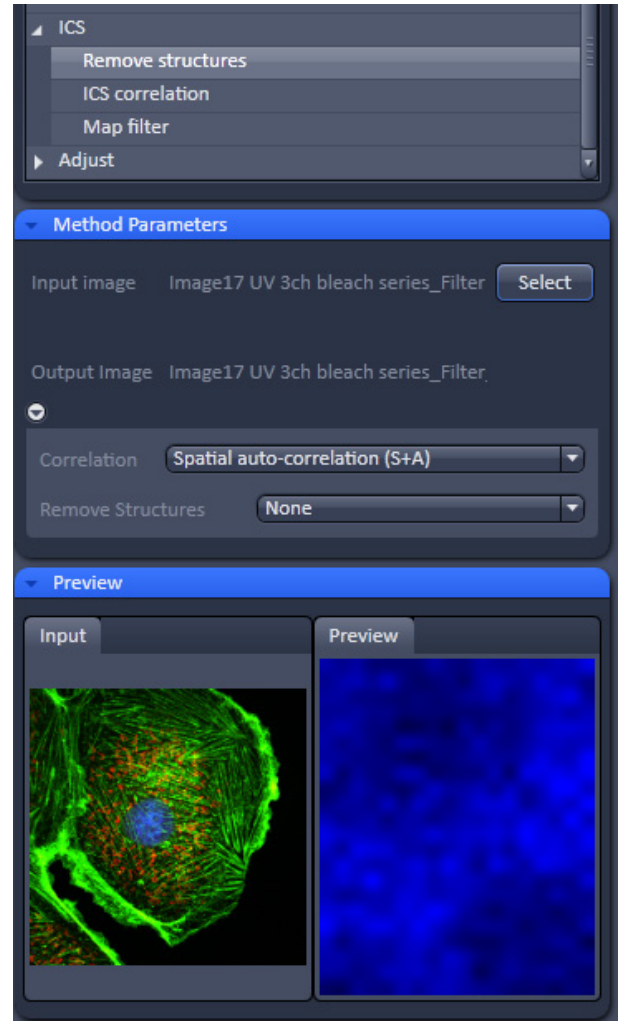 ICS
Remove structures
ICS correlation
Map filter
Adjust
Method Parameters
Input image Image17 UV 3ch bleach series_Filter Select
Output Image Image17 UV 3ch bleach series_Filter
Correlation Spatial auto-correlation (S+A)
Remove Structures None
Preview
Input Preview